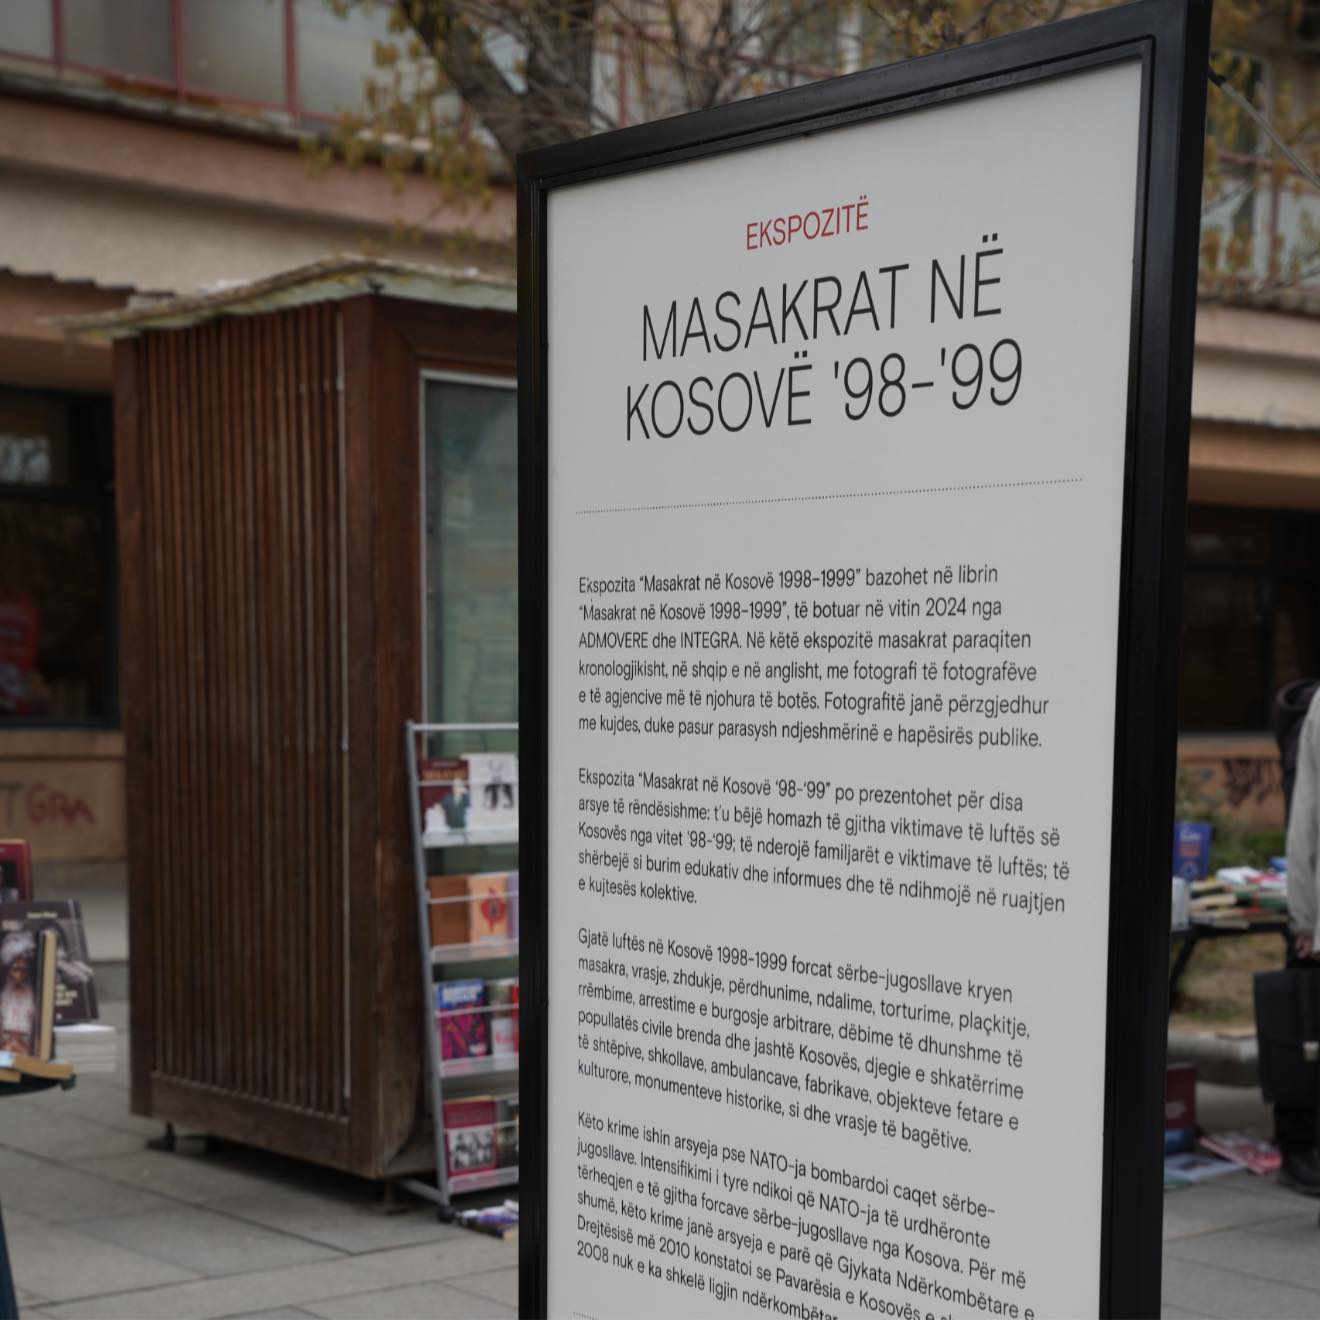 EKSPOZITË
MASAKRAT NË
KOSOVË '98-'99
Ekspozita “Masakrat në Kosovë 1998-1999” bazohet në librin
“Masakrat në Kosovë 1998-1999”, të botuar në vitin 2024 nga
ADMOVERE dhe INTEGRA. Në këtë ekspozitë masakrat paraqiten
kronologjikisht, në shqip e në anglisht, me fotografi të fotografëve
e të agjencive më të njohura të botës. Fotografitë janë përzgjedhur
me kujdes, duke pasur parasysh ndjeshmërinë e hapësirës publike.
Ekspozita “Masakrat në Kosovë ‘98-’99” po prezentohet për disa
arsye të rëndësishme: t’u bëjë homazh të gjitha viktimave të luftës së
Kosovës nga vitet ’98-’99; të nderojë familjarët e viktimave të luftës; të
shërbejë si burim edukativ dhe informues dhe të ndihmojë në ruajtjen
e kujtesës kolektive.
Gjatë luftës në Kosovë 1998-1999 forcat sërbe-jugosllave kryen
masakra, vrasje, zhdukje, përdhunime, ndalime, torturime, plaçkitje,
rrëmbime, arrestime e burgosje arbitrare, dëbime të dhunshme të
popullatës civile brenda dhe jashtë Kosovës, djegie e shkatërrime
të shtëpive, shkollave, ambulancave, fabrikave, objekteve fetare e
kulturore, monumenteve historike, si dhe vrasje të bagëtive.
Këto krime ishin arsyeja pse NATO-ja bombardoi caqet sërbe-
jugosllave. Intensifikimi i tyre ndikoi që NATO-ja të urdhëronte
tërheqjen e të gjitha forcave sërbe-jugosllave nga Kosova. Për më
shumë, këto krime janë arsyeja e parë që Gjykata Ndërkombëtare e
Drejtësisë më 2010 konstatoi se Pavarësia e Kosovës e
2008 nuk e ka shkelë ligjin
GRA